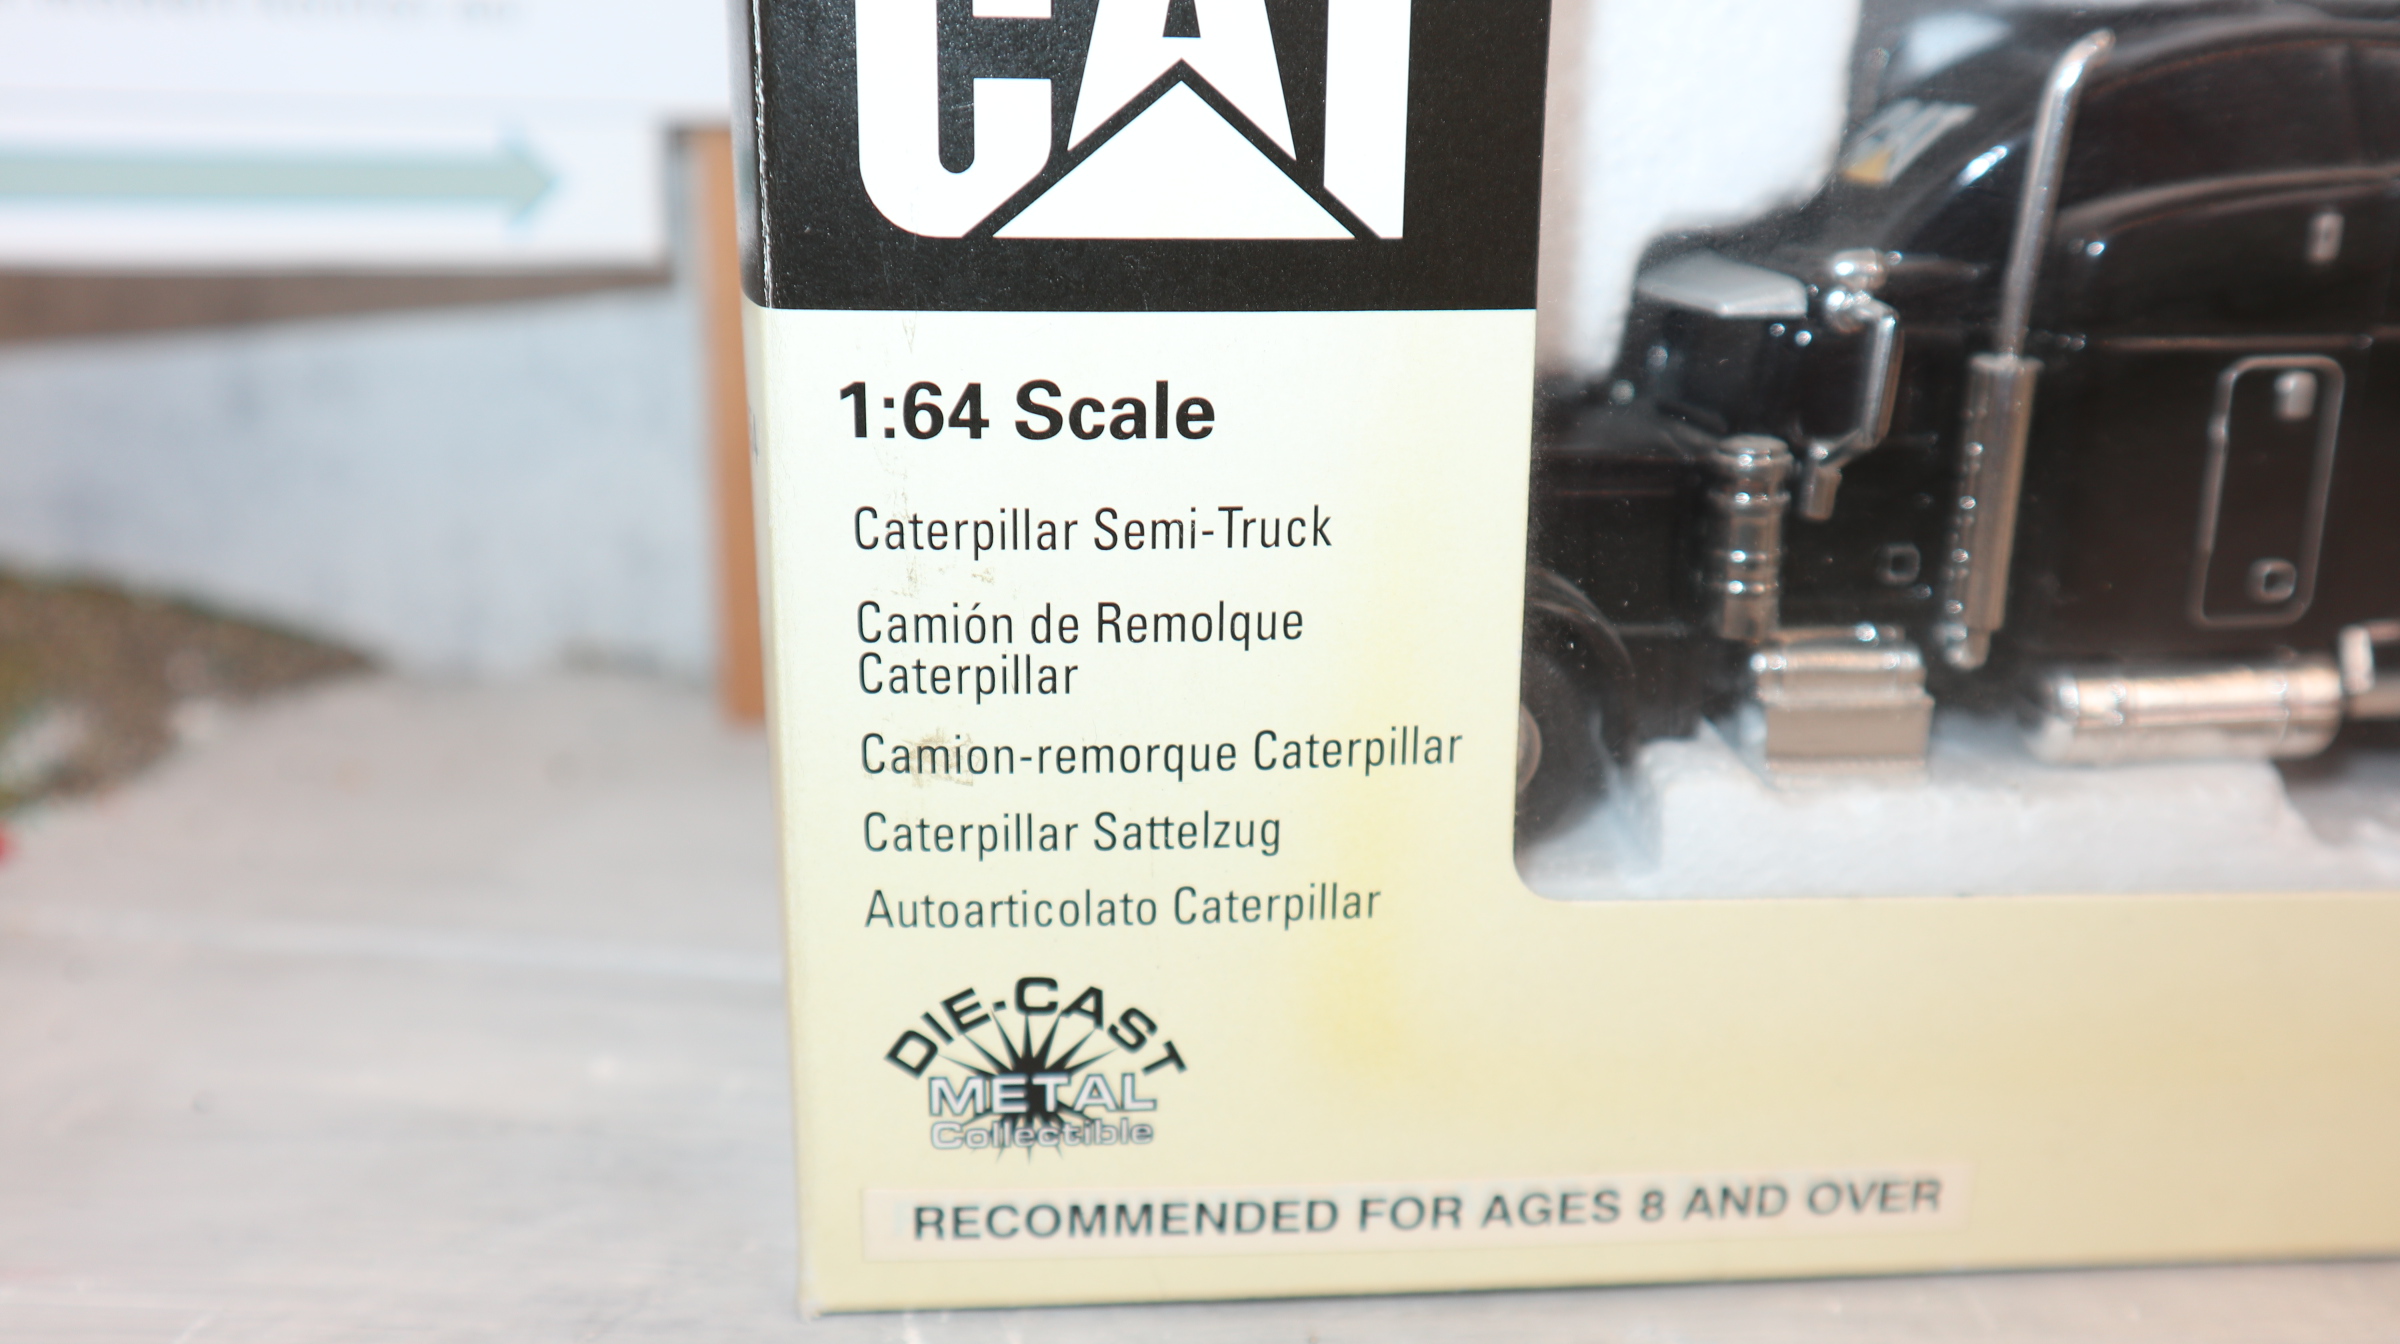 CAT
1:64 Scale
Caterpillar Semi-Truck
Camión de Remolque
Caterpillar
Camion-remorque Caterpillar
Caterpillar Sattelzug
Autoarticolato Caterpillar
DIE-CAST
METAL
Collectible
RECOMMENDED FOR AGES 8 AND OVER
CAT